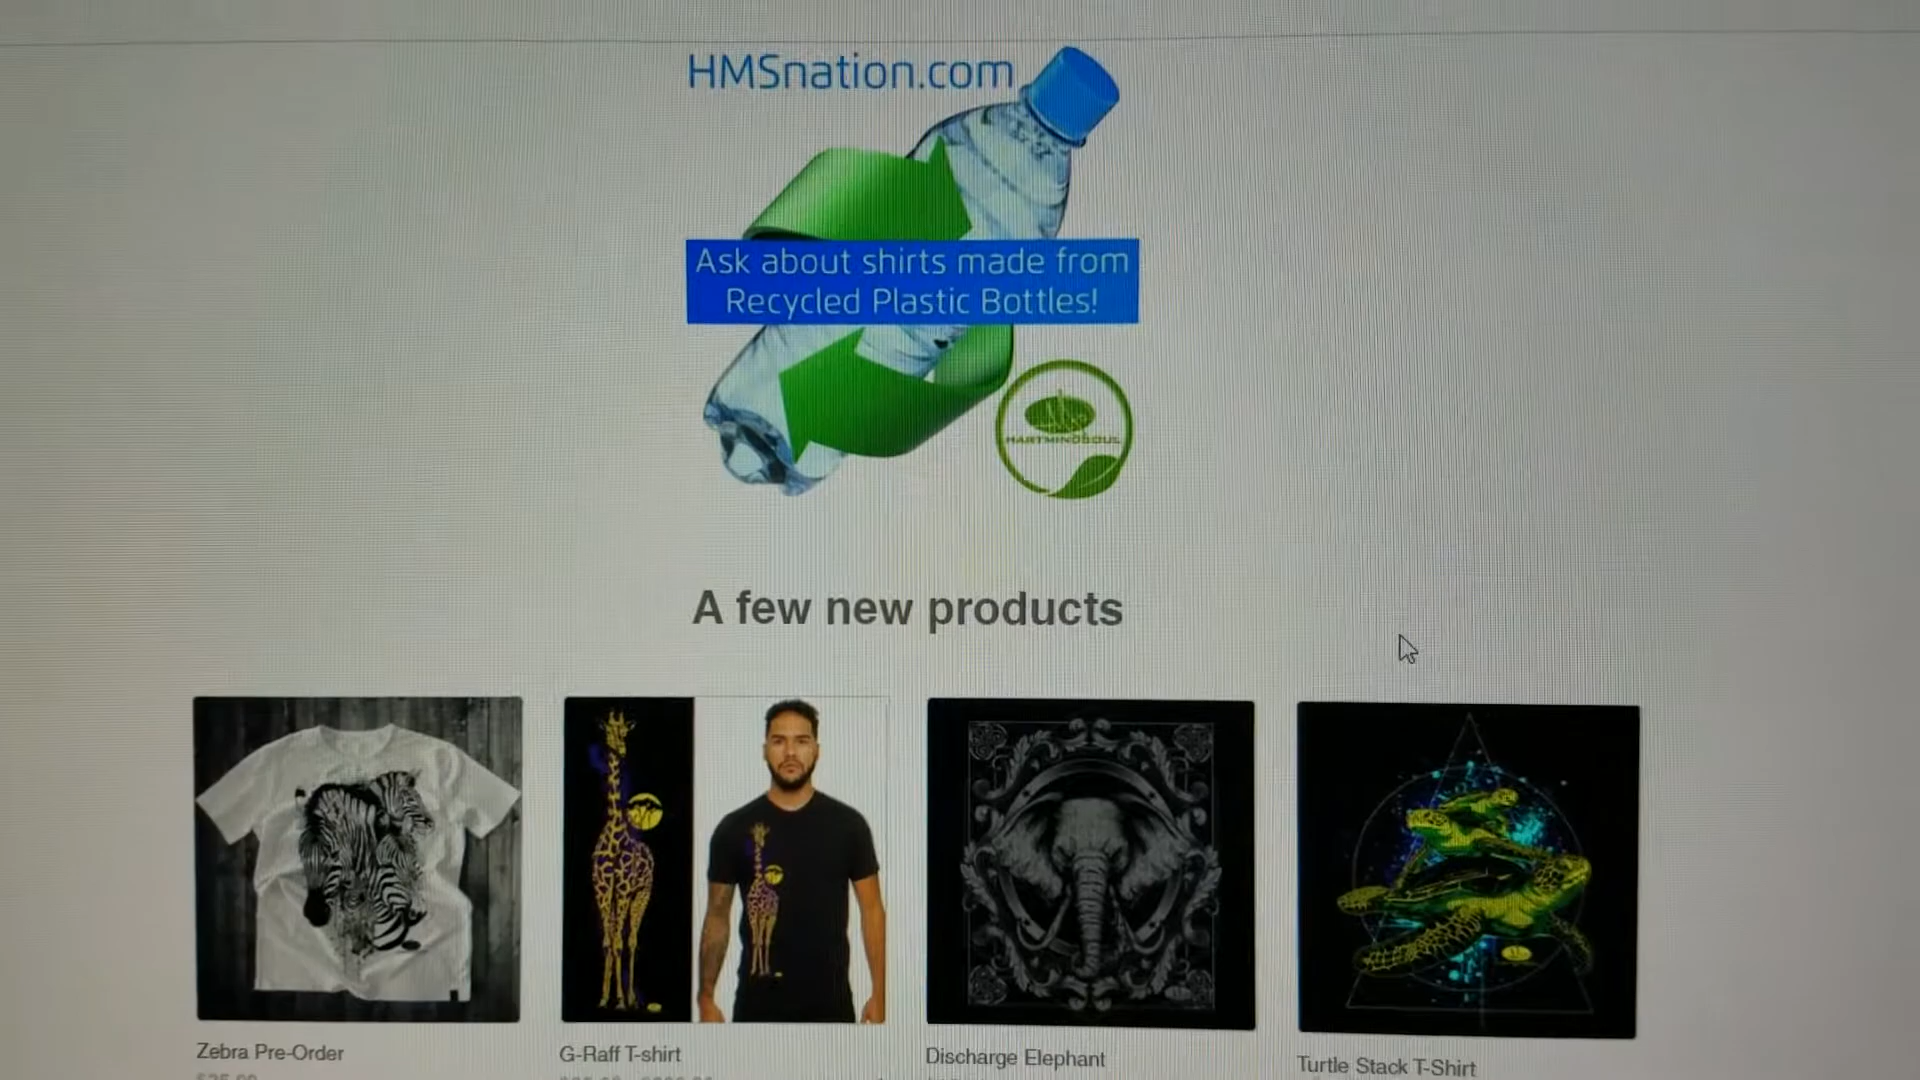 HMSnation.com
Ask about shirts made from
Recycled Plastic Bottles!
HARTMINDSOUL
A few new products
Zebra Pre-Order
G-Raff T-shirt
Discharge Elephant
Turtle Stack T-Shirt